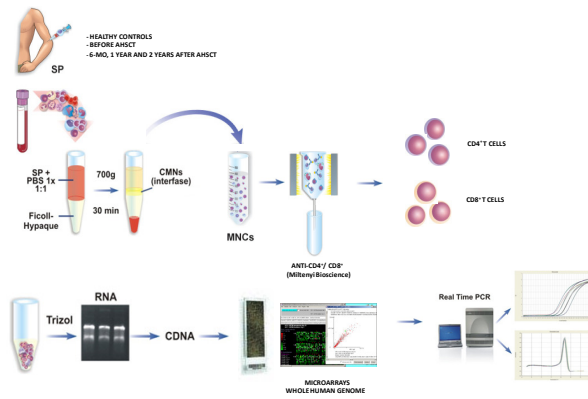 - HEALTHY CONTROLS
- BEFORE AHSCT
- 6-MO, 1 YEAR AND 2 YEARS AFTER AHSCT
SP
SP +
PBS 1x
1:1
700g
30 min
CMNs
(interfase)
Ficoll-
Hypaque
MNCs
ANTI-CD4⁺/ CD8⁺
(Miltenyi Bioscience)
CD4⁺T CELLS
CD8⁺T CELLS
Trizol
RNA
CDNA
MICROARRAYS
WHOLE HUMAN GENOME
Real Time PCR